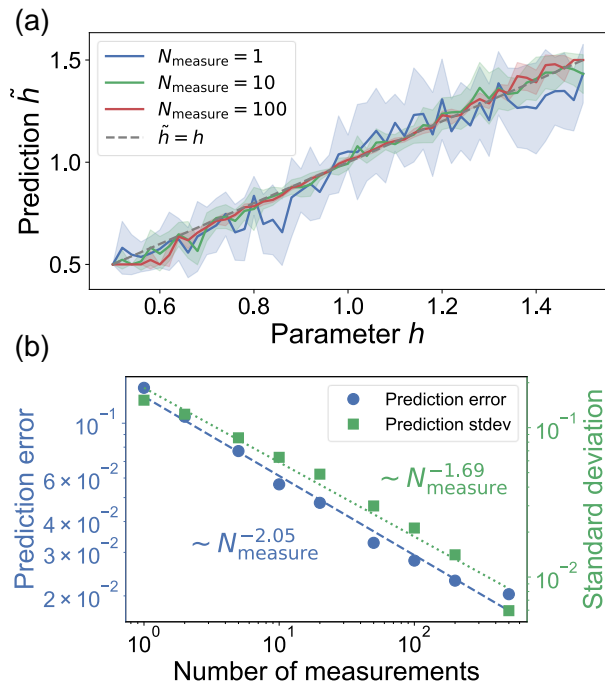 (a)
N_measure = 1
N_measure = 10
N_measure = 100
h̃ = h
Prediction h̃
1.5
1.0
0.5
0.6 0.8 1.0 1.2 1.4
Parameter h
(b)
Prediction error
Prediction stdev
Prediction error
10^{-1}
6 × 10^{-2}
4 × 10^{-2}
3 × 10^{-2}
2 × 10^{-2}
~ N_measure^{-1.69}
~ N_measure^{-2.05}
10^{-1}
10^{-2}
Standard deviation
10^0 10^1 10^2
Number of measurements